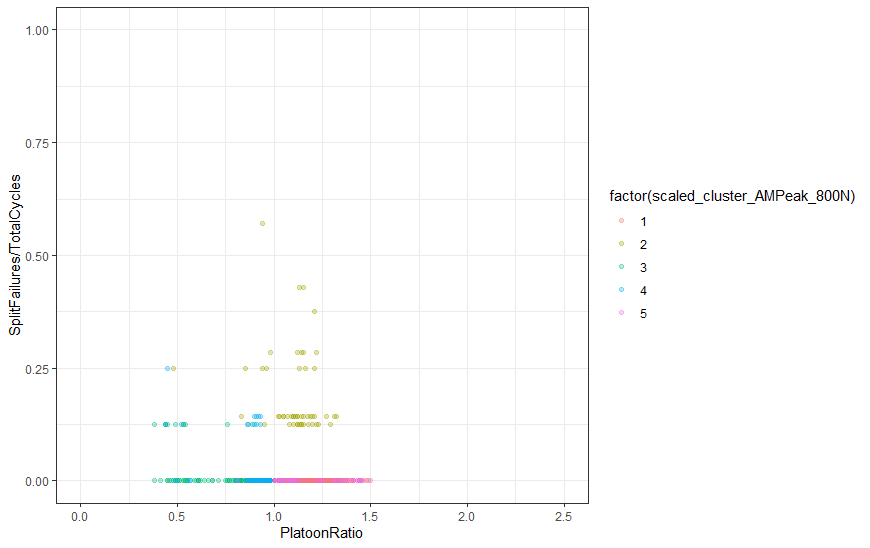 1.00
0.75
0.50
0.25
0.00
SplitFailures/TotalCycles
0.0 0.5 1.0 1.5 2.0 2.5
PlatoonRatio
factor(scaled_cluster_AMPeak_800N)
1
2
3
4
5